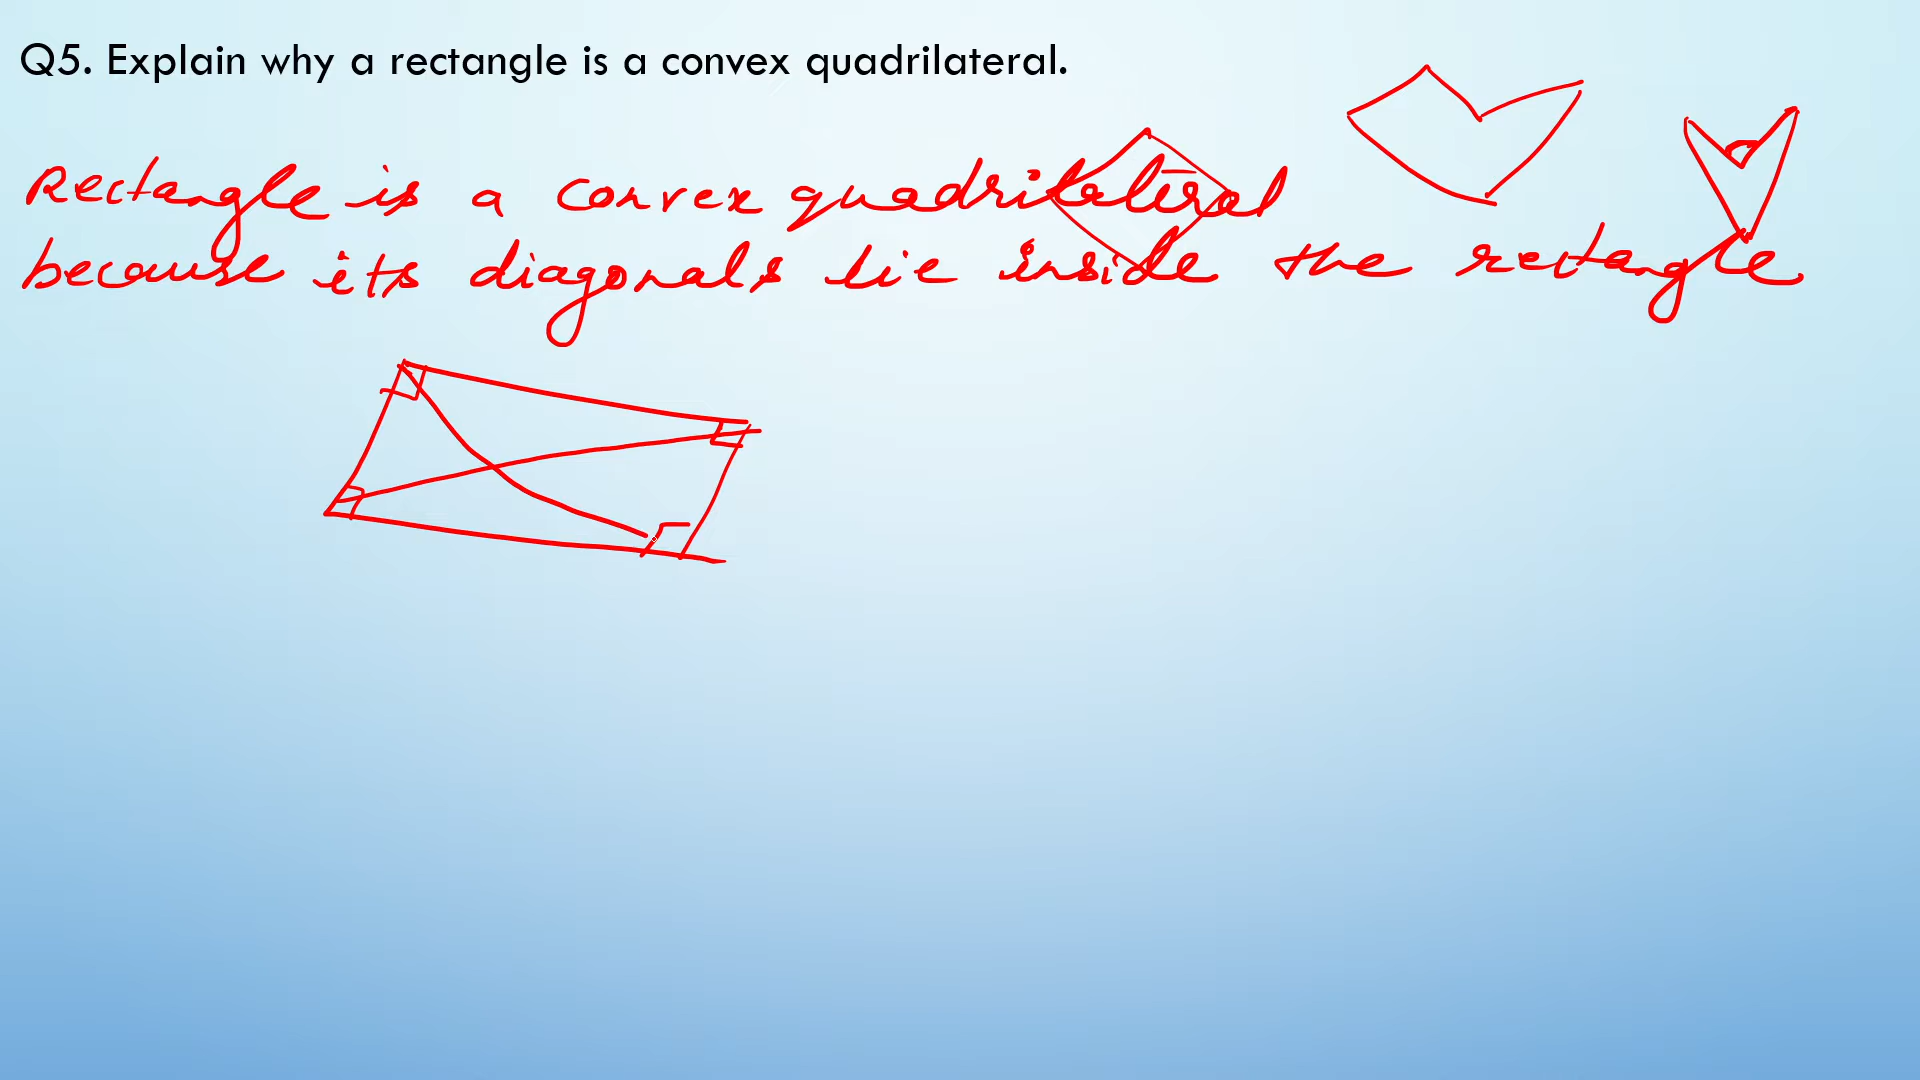 Q5. Explain why a rectangle is a convex quadrilateral.
Rectangle is a convex quadrilateral
because its diagonals lie inside the rectangle